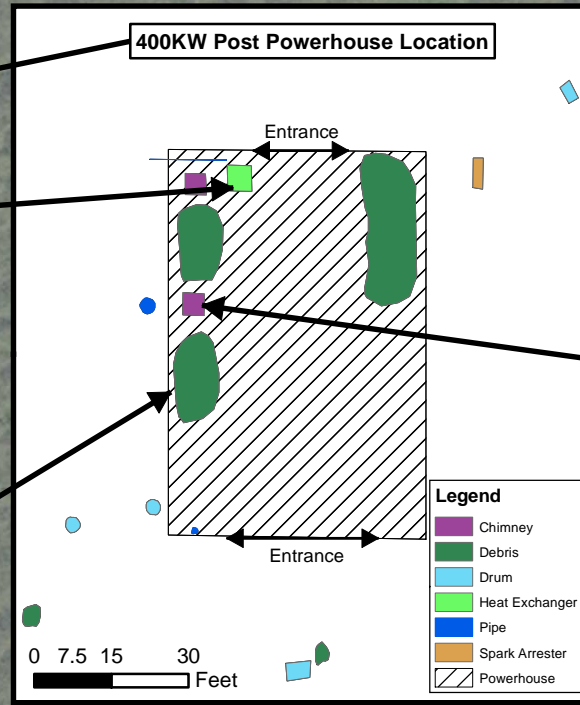 400KW Post Powerhouse Location
Entrance
Entrance
Legend
Chimney
Debris
Drum
Heat Exchanger
Pipe
Spark Arrester
Powerhouse
0 7.5 15 30
Feet